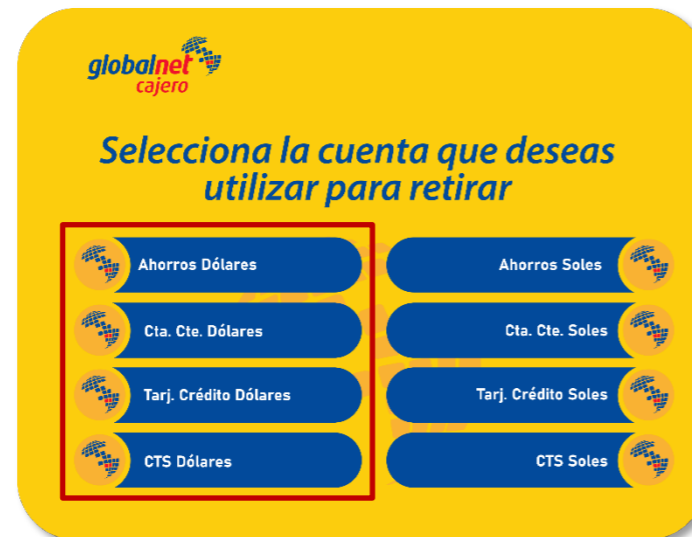 globalnet
cajero
Selecciona la cuenta que deseas
utilizar para retirar
Ahorros Dólares
Ahorros Soles
Cta. Cte. Dólares
Cta. Cte. Soles
Tarj. Crédito Dólares
Tarj. Crédito Soles
CTS Dólares
CTS Soles